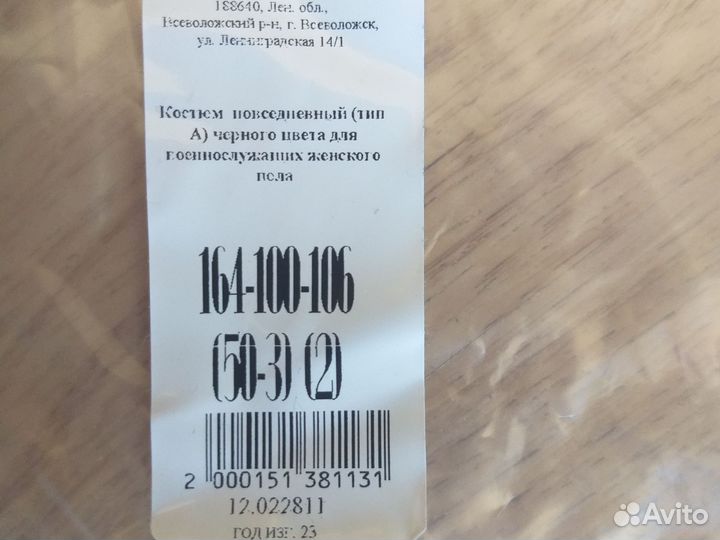 188640, Лен. обл.,
Всеволожский р-н, г. Всеволожск,
ул. Ленинградская 14/1
Костюм повседневный (тип
А) черного цвета для
военнослужащих женского
пола
164-100-106
(50-3) (2)
2 000151 381131
12.022811
ГОД ИЗГ. 23
Avito